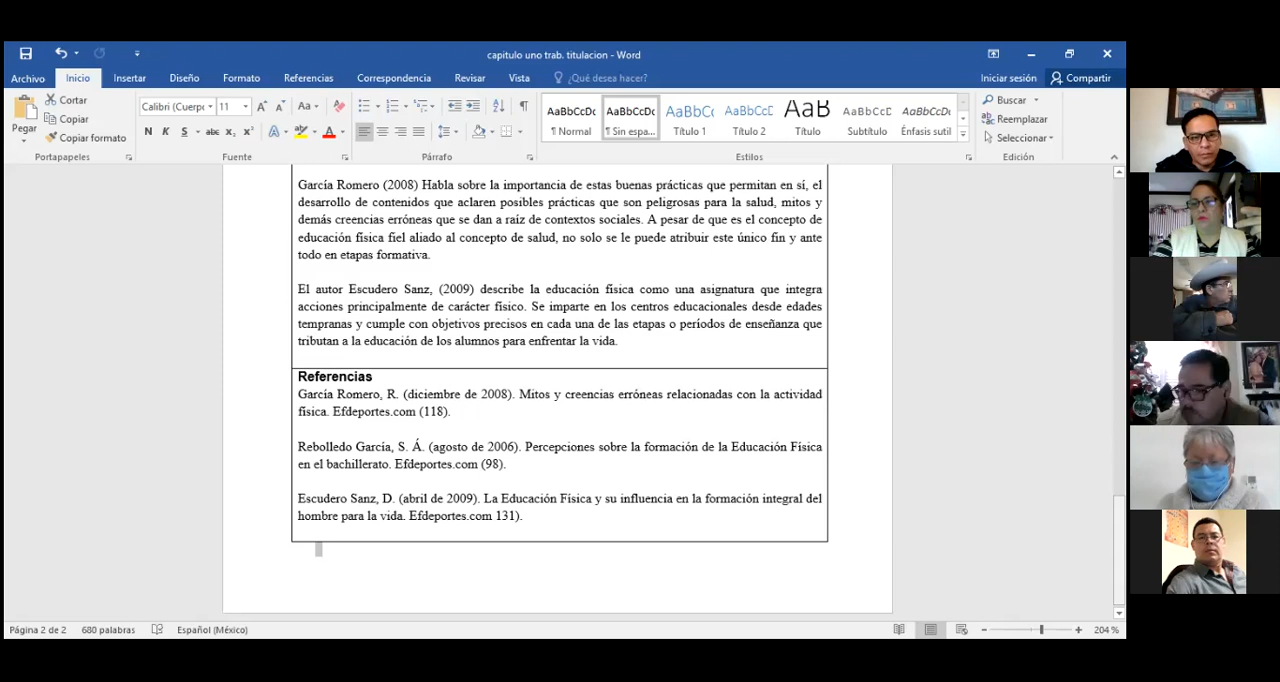 capitulo uno trab. titulacion - Word
Archivo Inicio Insertar Diseño Formato Referencias Correspondencia Revisar Vista ¿Qué desea hacer? Iniciar sesión Compartir
Pegar
Cortar
Copiar
Copiar formato
Portapapeles
Calibri (Cuerpo 11
N K S abc x₂ x²
Fuente
Párrafo
AaBbCcDc AaBbCcDc AaBbCc AaBbCcD AaB AaBbCcD AaBbCcD
¶ Normal ¶ Sin espa... Título 1 Título 2 Título Subtítulo Énfasis sutil
Estilos
Buscar
Reemplazar
Seleccionar
Edición
García Romero (2008) Habla sobre la importancia de estas buenas prácticas que permitan en sí, el
desarrollo de contenidos que aclaren posibles prácticas que son peligrosas para la salud, mitos y
demás creencias erróneas que se dan a raíz de contextos sociales. A pesar de que es el concepto de
educación física fiel aliado al concepto de salud, no solo se le puede atribuir este único fin y ante
todo en etapas formativa.
El autor Escudero Sanz, (2009) describe la educación física como una asignatura que integra
acciones principalmente de carácter físico. Se imparte en los centros educacionales desde edades
tempranas y cumple con objetivos precisos en cada una de las etapas o períodos de enseñanza que
tributan a la educación de los alumnos para enfrentar la vida.
Referencias
García Romero, R. (diciembre de 2008). Mitos y creencias erróneas relacionadas con la actividad
física. Efdeportes.com (118).
Rebolledo García, S. Á. (agosto de 2006). Percepciones sobre la formación de la Educación Física
en el bachillerato. Efdeportes.com (98).
Escudero Sanz, D. (abril de 2009). La Educación Física y su influencia en la formación integral del
hombre para la vida. Efdeportes.com 131).
Página 2 de 2 680 palabras Español (México) 204 %